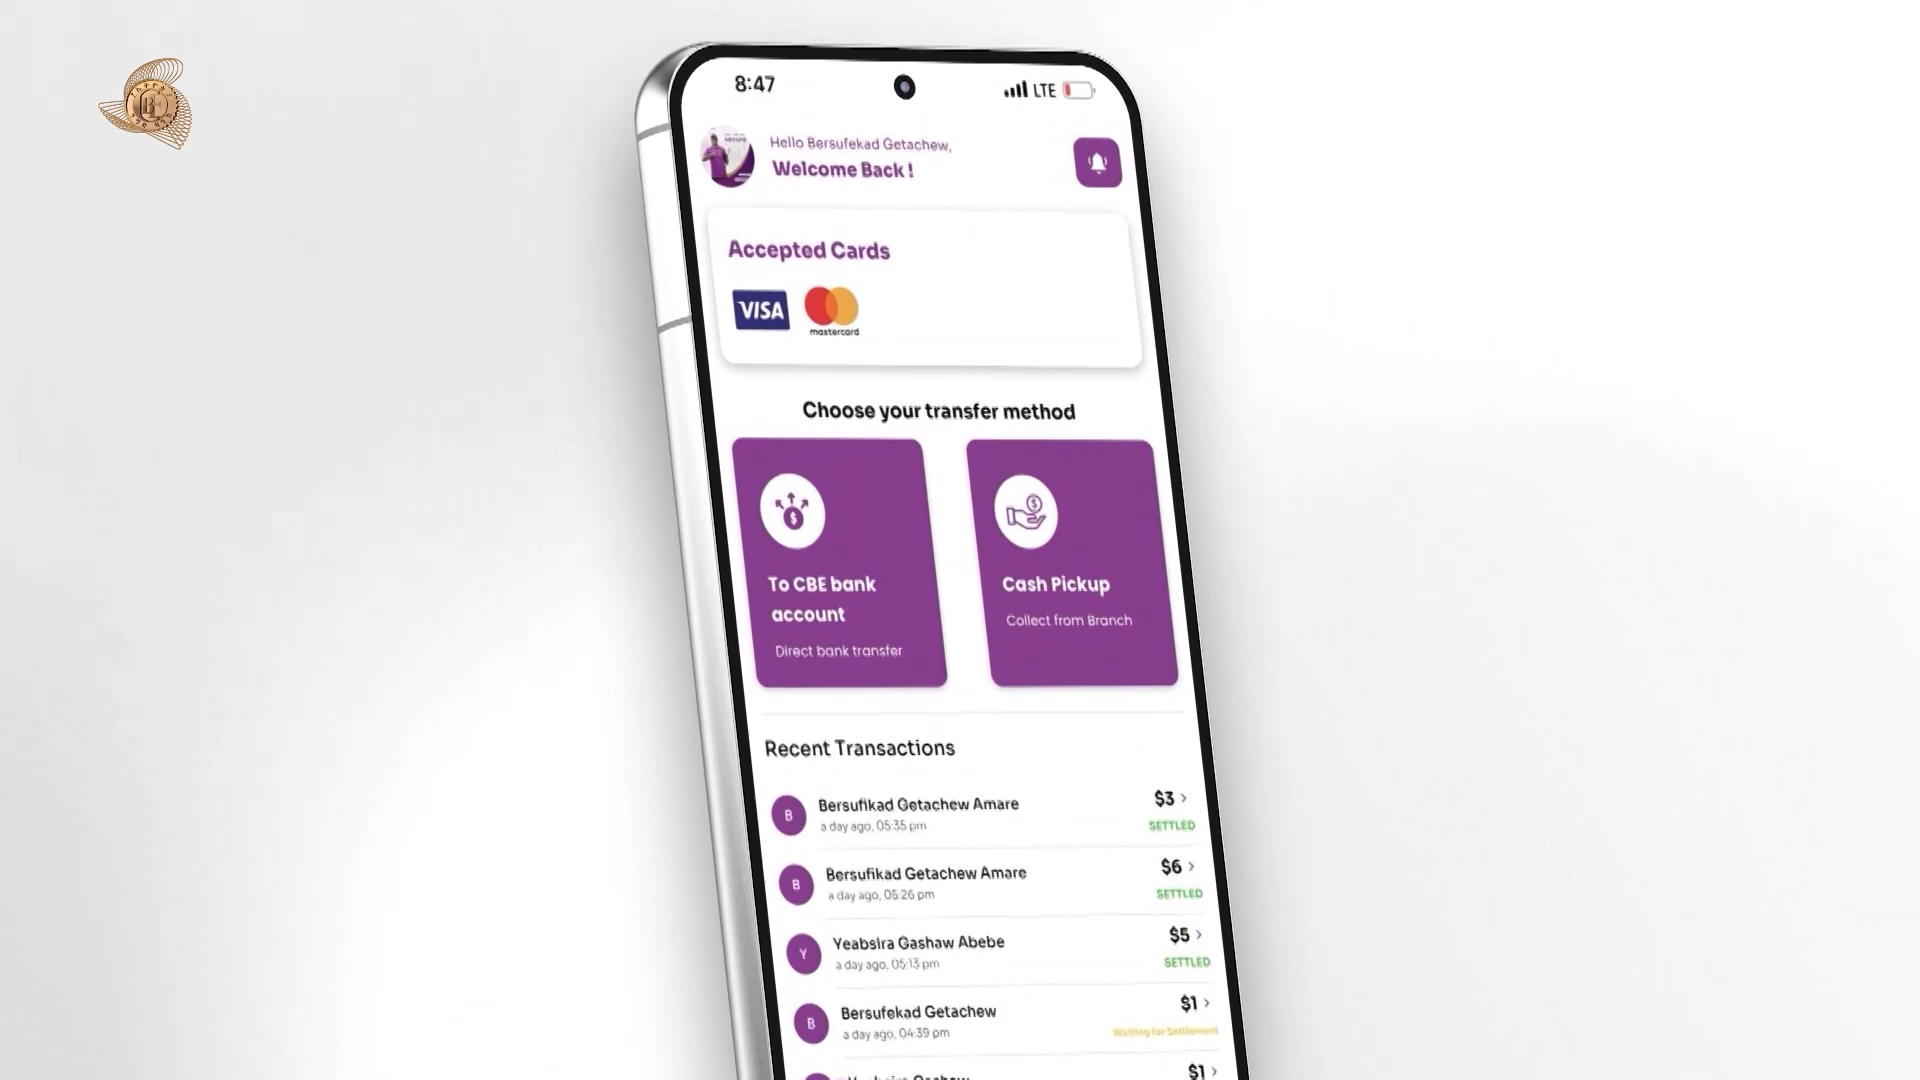 8:47
LTE
Hello Bersufekad Getachew,
Welcome Back !
Accepted Cards
VISA
mastercard
Choose your transfer method
To CBE bank
account
Direct bank transfer
Cash Pickup
Collect from Branch
Recent Transactions
B
Bersufikad Getachew Amare
$3 >
a day ago, 05:35 pm
SETTLED
B
Bersufikad Getachew Amare
$6 >
a day ago, 05:26 pm
SETTLED
Y
Yeabsira Gashaw Abebe
$5 >
a day ago, 05:13 pm
SETTLED
B
Bersufekad Getachew
$1 >
a day ago, 04:39 pm
Waiting for Settlement
$1 >